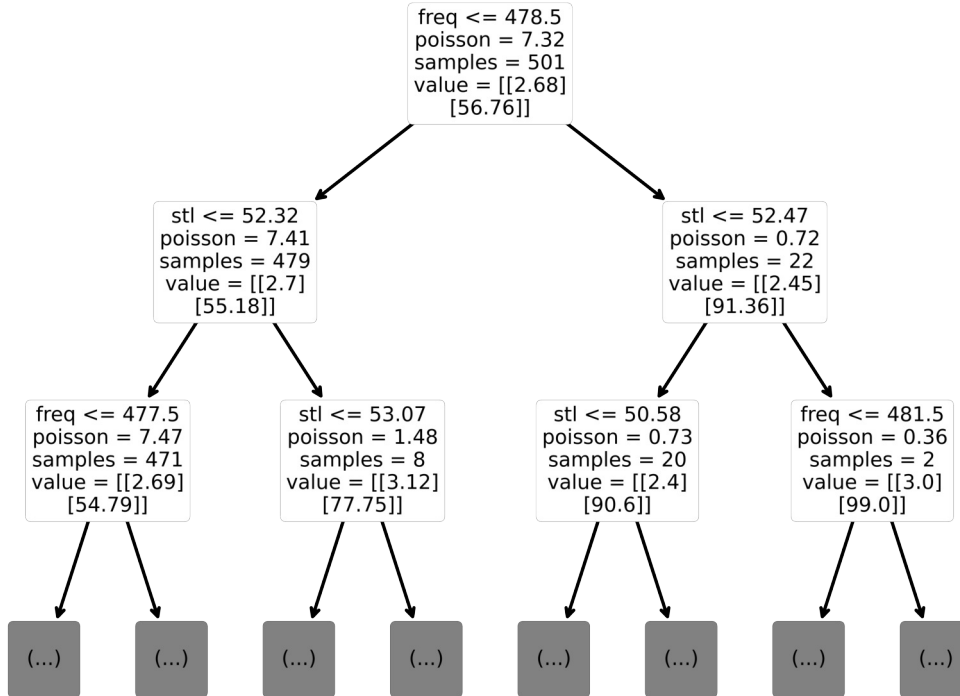 freq <= 478.5
poisson = 7.32
samples = 501
value = [[2.68]
[56.76]]
stl <= 52.32
poisson = 7.41
samples = 479
value = [[2.7]
[55.18]]
stl <= 52.47
poisson = 0.72
samples = 22
value = [[2.45]
[91.36]]
freq <= 477.5
poisson = 7.47
samples = 471
value = [[2.69]
[54.79]]
stl <= 53.07
poisson = 1.48
samples = 8
value = [[3.12]
[77.75]]
stl <= 50.58
poisson = 0.73
samples = 20
value = [[2.4]
[90.6]]
freq <= 481.5
poisson = 0.36
samples = 2
value = [[3.0]
[99.0]]
(...)
(...)
(...)
(...)
(...)
(...)
(...)
(...)